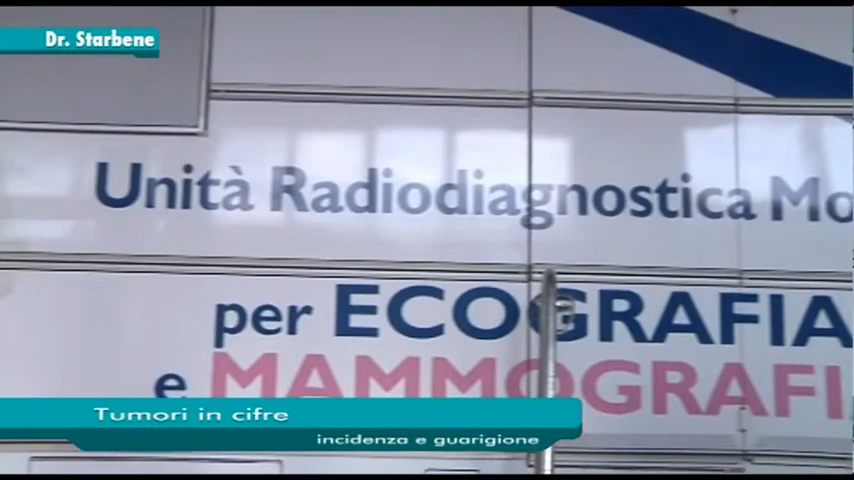 Dr. Starbene
Unità Radiodiagnostica Mo
per ECOGRAFIA
e MAMMOGRAFI
Tumori in cifre
incidenza e guarigione